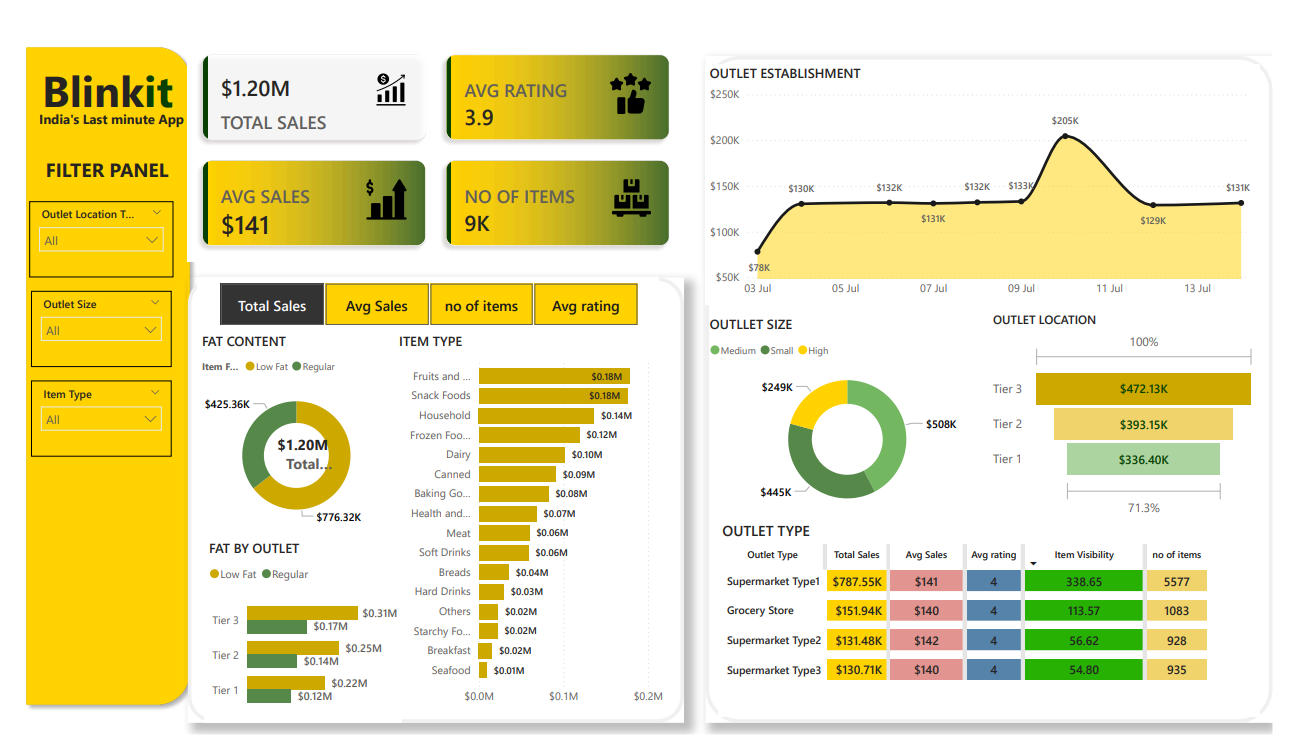 Blinkit
India's Last minute App
FILTER PANEL
Outlet Location T...
All
Outlet Size
All
Item Type
All
$1.20M
TOTAL SALES
AVG RATING
3.9
AVG SALES
$141
NO OF ITEMS
9K
Total Sales
Avg Sales
no of items
Avg rating
FAT CONTENT
Item F... Low Fat Regular
$425.36K
$1.20M
Total...
$776.32K
FAT BY OUTLET
Low Fat Regular
Tier 3 $0.31M
$0.17M
Tier 2 $0.25M
$0.14M
Tier 1 $0.22M
$0.12M
ITEM TYPE
Fruits and ... $0.18M
Snack Foods $0.18M
Household $0.14M
Frozen Foo... $0.12M
Dairy $0.10M
Canned $0.09M
Baking Go... $0.08M
Health and... $0.07M
Meat $0.06M
Soft Drinks $0.06M
Breads $0.04M
Hard Drinks $0.03M
Others $0.02M
Starchy Fo... $0.02M
Breakfast $0.02M
Seafood $0.01M
$0.0M $0.1M $0.2M
OUTLET ESTABLISHMENT
$250K
$200K
$150K
$100K
$50K
$78K
$130K
$132K
$131K
$132K
$133K
$205K
$129K
$131K
03 Jul 05 Jul 07 Jul 09 Jul 11 Jul 13 Jul
OUTLLET SIZE
Medium Small High
$249K
$508K
$445K
OUTLET LOCATION
100%
Tier 3 $472.13K
Tier 2 $393.15K
Tier 1 $336.40K
71.3%
OUTLET TYPE
Outlet Type Total Sales Avg Sales Avg rating Item Visibility no of items
Supermarket Type1 $787.55K $141 4 338.65 5577
Grocery Store $151.94K $140 4 113.57 1083
Supermarket Type2 $131.48K $142 4 56.62 928
Supermarket Type3 $130.71K $140 4 54.80 935